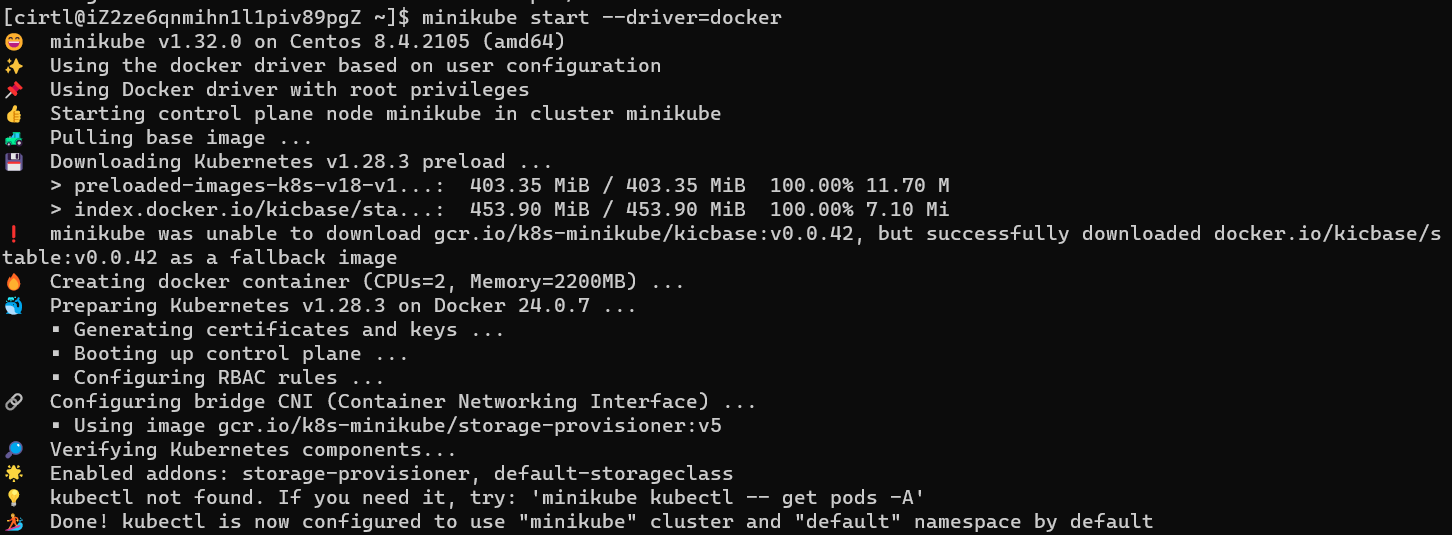 [cirtl@iZ2ze6qnmihn1l1piv89pgZ ~]$ minikube start --driver=docker
😄  minikube v1.32.0 on Centos 8.4.2105 (amd64)
✨  Using the docker driver based on user configuration
📌  Using Docker driver with root privileges
👍  Starting control plane node minikube in cluster minikube
🚜  Pulling base image ...
💾  Downloading Kubernetes v1.28.3 preload ...
    > preloaded-images-k8s-v18-v1...:  403.35 MiB / 403.35 MiB  100.00% 11.70 M
    > index.docker.io/kicbase/sta...:  453.90 MiB / 453.90 MiB  100.00% 7.10 Mi
❗  minikube was unable to download gcr.io/k8s-minikube/kicbase:v0.0.42, but successfully downloaded docker.io/kicbase/s
table:v0.0.42 as a fallback image
🔥  Creating docker container (CPUs=2, Memory=2200MB) ...
🐳  Preparing Kubernetes v1.28.3 on Docker 24.0.7 ...
    ▪ Generating certificates and keys ...
    ▪ Booting up control plane ...
    ▪ Configuring RBAC rules ...
🔗  Configuring bridge CNI (Container Networking Interface) ...
    ▪ Using image gcr.io/k8s-minikube/storage-provisioner:v5
🔎  Verifying Kubernetes components...
🌟  Enabled addons: storage-provisioner, default-storageclass
💡  kubectl not found. If you need it, try: 'minikube kubectl -- get pods -A'
🏄  Done! kubectl is now configured to use "minikube" cluster and "default" namespace by default